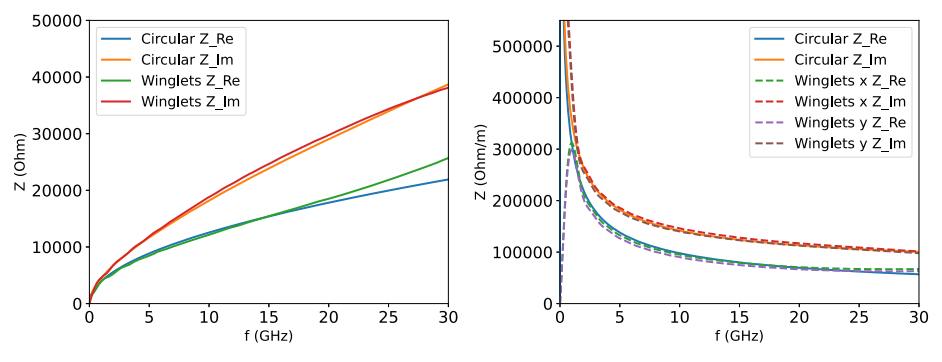 50000
40000
30000
20000
10000
0
Z (Ohm)
Circular Z_Re
Circular Z_Im
Winglets Z_Re
Winglets Z_Im
0 5 10 15 20 25 30
f (GHz)
500000
400000
300000
200000
100000
0
Z (Ohm/m)
Circular Z_Re
Circular Z_Im
Winglets x Z_Re
Winglets x Z_Im
Winglets y Z_Re
Winglets y Z_Im
0 5 10 15 20 25 30
f (GHz)